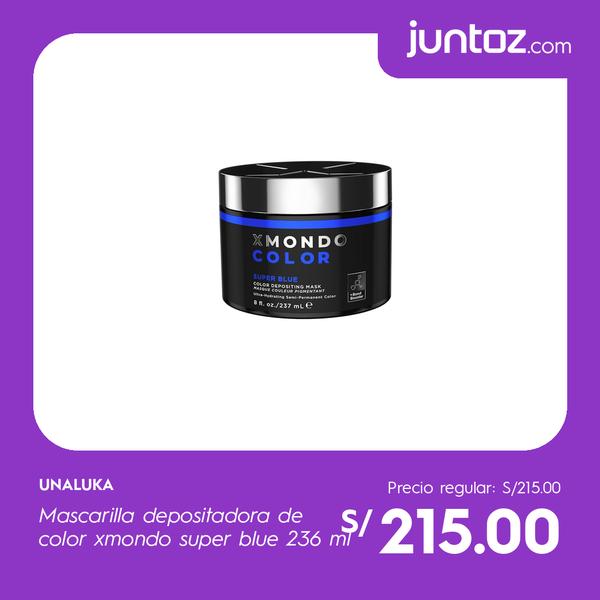 juntoz.com
XMONDO
COLOR
SUPER BLUE
COLOR DEPOSITING MASK
MASQUE COULEUR PIGMENTANT
Ultra-Hydrating Semi-Permanent Color
8 fl. oz./237 mL ℮
+Bond
Booster
UNALUKA
Precio regular: S/215.00
Mascarilla depositadora de
color xmondo super blue 236 ml
S/ 215.00